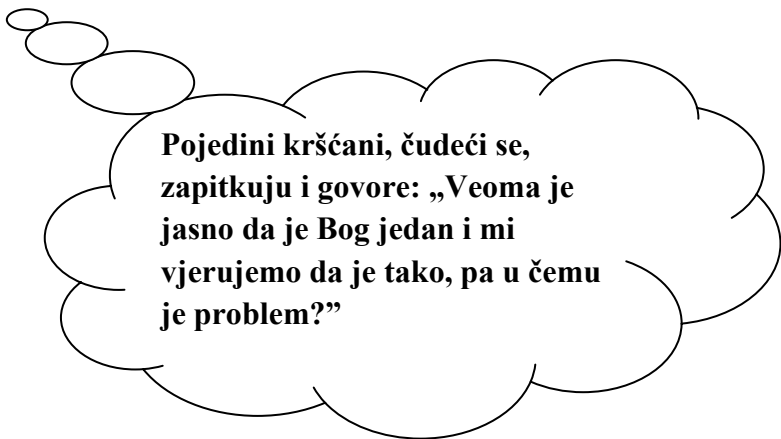 Pojedini kršćani, čudeći se,
zapitkuju i govore: „Veoma je
jasno da je Bog jedan i mi
vjerujemo da je tako, pa u čemu
je problem?”